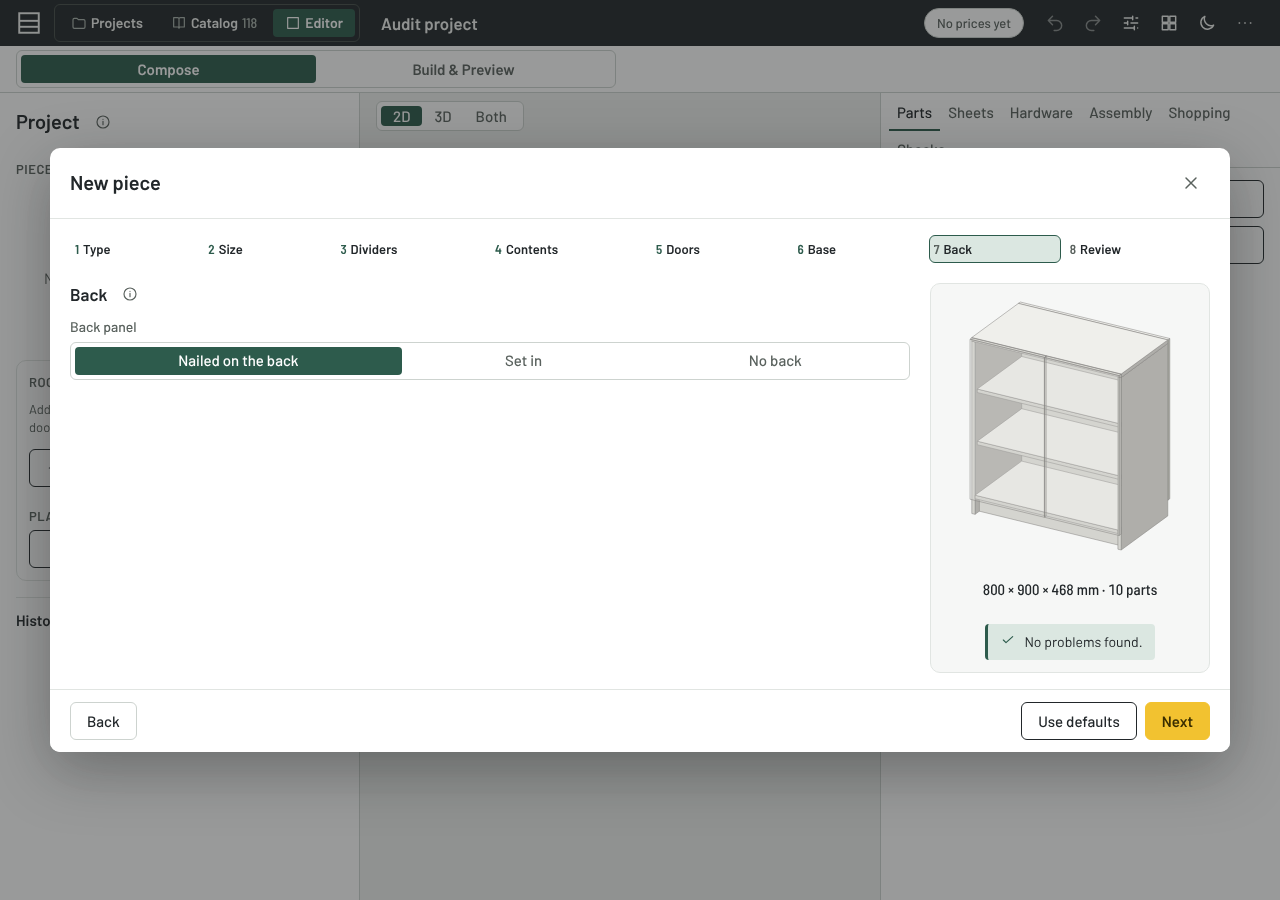 Projects
Catalog 118
Editor
Audit project
No prices yet
Compose
Build & Preview
Project
2D
3D
Both
Parts
Sheets
Hardware
Assembly
Shopping
New piece
1 Type
2 Size
3 Dividers
4 Contents
5 Doors
6 Base
7 Back
8 Review
Back
Back panel
Nailed on the back
Set in
No back
800 × 900 × 468 mm · 10 parts
No problems found.
Back
Use defaults
Next